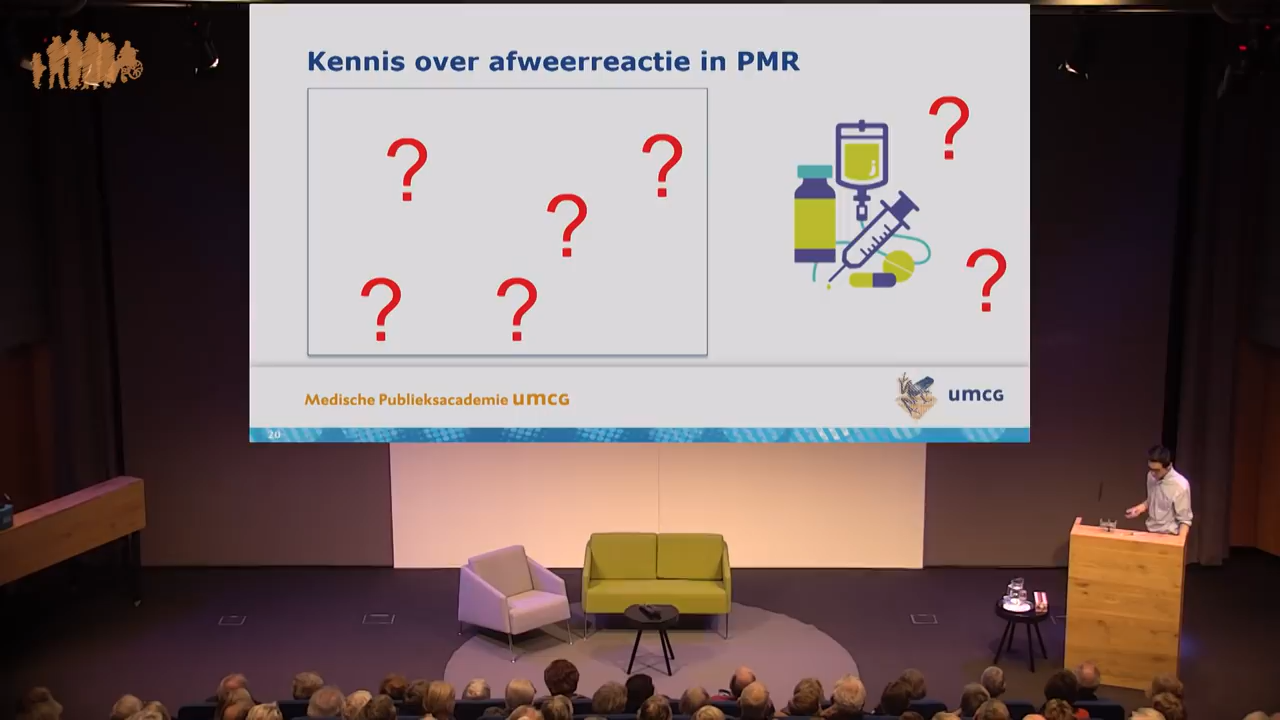 Kennis over afweerreactie in PMR
? ? ? ? ?
? ?
Medische Publieksacademie umcg
umcg
20